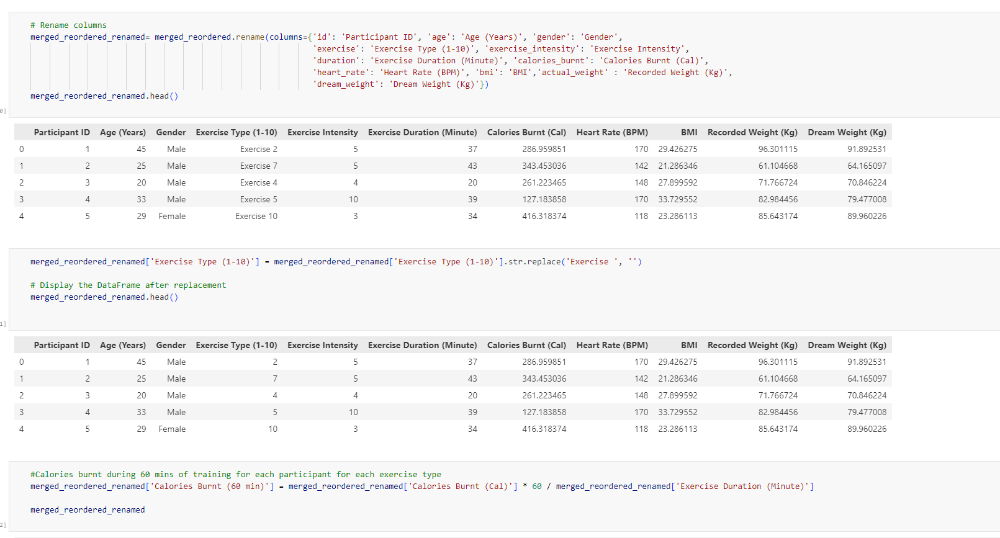 # Rename columns
merged_reordered_renamed= merged_reordered.rename(columns={'id': 'Participant ID', 'age': 'Age (Years)', 'gender': 'Gender',
'exercise': 'Exercise Type (1-10)', 'exercise_intensity': 'Exercise Intensity',
'duration': 'Exercise Duration (Minute)', 'calories_burnt': 'Calories Burnt (Cal)',
'heart_rate': 'Heart Rate (BPM)', 'bmi': 'BMI','actual_weight' : 'Recorded Weight (Kg)',
'dream_weight': 'Dream Weight (Kg)'})
merged_reordered_renamed.head()
0]
Participant ID Age (Years) Gender Exercise Type (1-10) Exercise Intensity Exercise Duration (Minute) Calories Burnt (Cal) Heart Rate (BPM) BMI Recorded Weight (Kg) Dream Weight (Kg)
0 1 45 Male Exercise 2 5 37 286.959851 170 29.426275 96.301115 91.892531
1 2 25 Male Exercise 7 5 43 343.453036 142 21.286346 61.104668 64.165097
2 3 20 Male Exercise 4 4 20 261.223465 148 27.899592 71.766724 70.846224
3 4 33 Male Exercise 5 10 39 127.183858 170 33.729552 82.984456 79.477008
4 5 29 Female Exercise 10 3 34 416.318374 118 23.286113 85.643174 89.960226
merged_reordered_renamed['Exercise Type (1-10)'] = merged_reordered_renamed['Exercise Type (1-10)'].str.replace('Exercise ', '')
# Display the DataFrame after replacement
merged_reordered_renamed.head()
1]
Participant ID Age (Years) Gender Exercise Type (1-10) Exercise Intensity Exercise Duration (Minute) Calories Burnt (Cal) Heart Rate (BPM) BMI Recorded Weight (Kg) Dream Weight (Kg)
0 1 45 Male 2 5 37 286.959851 170 29.426275 96.301115 91.892531
1 2 25 Male 7 5 43 343.453036 142 21.286346 61.104668 64.165097
2 3 20 Male 4 4 20 261.223465 148 27.899592 71.766724 70.846224
3 4 33 Male 5 10 39 127.183858 170 33.729552 82.984456 79.477008
4 5 29 Female 10 3 34 416.318374 118 23.286113 85.643174 89.960226
#Calories burnt during 60 mins of training for each participant for each exercise type
merged_reordered_renamed['Calories Burnt (60 min)'] = merged_reordered_renamed['Calories Burnt (Cal)'] * 60 / merged_reordered_renamed['Exercise Duration (Minute)']
merged_reordered_renamed
2]